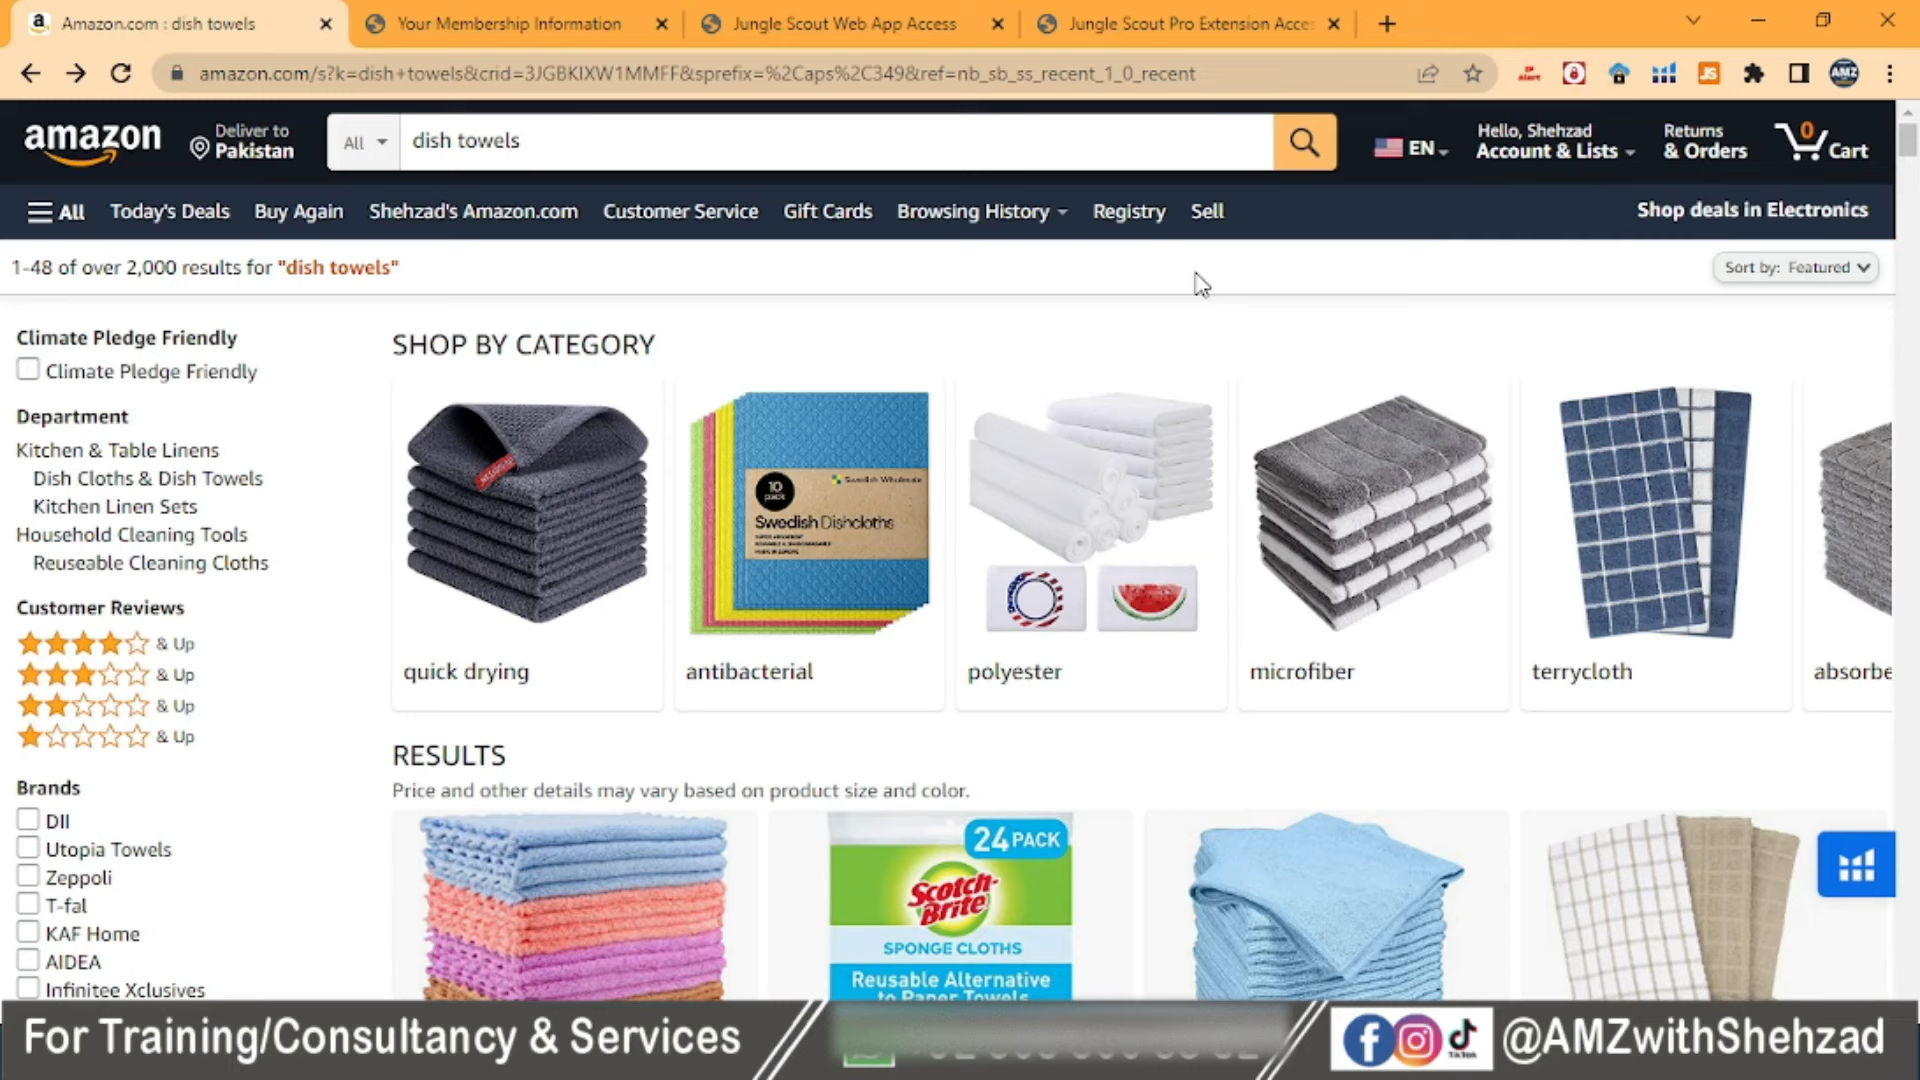 Amazon.com : dish towels
Your Membership Information
Jungle Scout Web App Access
Jungle Scout Pro Extension Acces
amazon.com/s?k=dish+towels&crid=3JGBKIXW1MMFF&sprefix=%2Caps%2C349&ref=nb_sb_ss_recent_1_0_recent
JS
AMZ
amazon
Deliver to
Pakistan
All
dish towels
EN
Hello, Shehzad
Account & Lists
Returns
& Orders
0
Cart
All
Today's Deals
Buy Again
Shehzad's Amazon.com
Customer Service
Gift Cards
Browsing History
Registry
Sell
Shop deals in Electronics
1-48 of over 2,000 results for "dish towels"
Sort by: Featured
Climate Pledge Friendly
Climate Pledge Friendly
Department
Kitchen & Table Linens
Dish Cloths & Dish Towels
Kitchen Linen Sets
Household Cleaning Tools
Reuseable Cleaning Cloths
Customer Reviews
& Up
& Up
& Up
& Up
Brands
DII
Utopia Towels
Zeppoli
T-fal
KAF Home
AIDEA
Infinitee Xclusives
SHOP BY CATEGORY
10
pack
Swedish Wholesale
Swedish Dishcloths
quick drying
antibacterial
polyester
microfiber
terrycloth
absorbe
RESULTS
Price and other details may vary based on product size and color.
24 PACK
Scotch-
Brite
SPONGE CLOTHS
Reusable Alternative
to Paper Towels
For Training/Consultancy & Services
@AMZwithShehzad